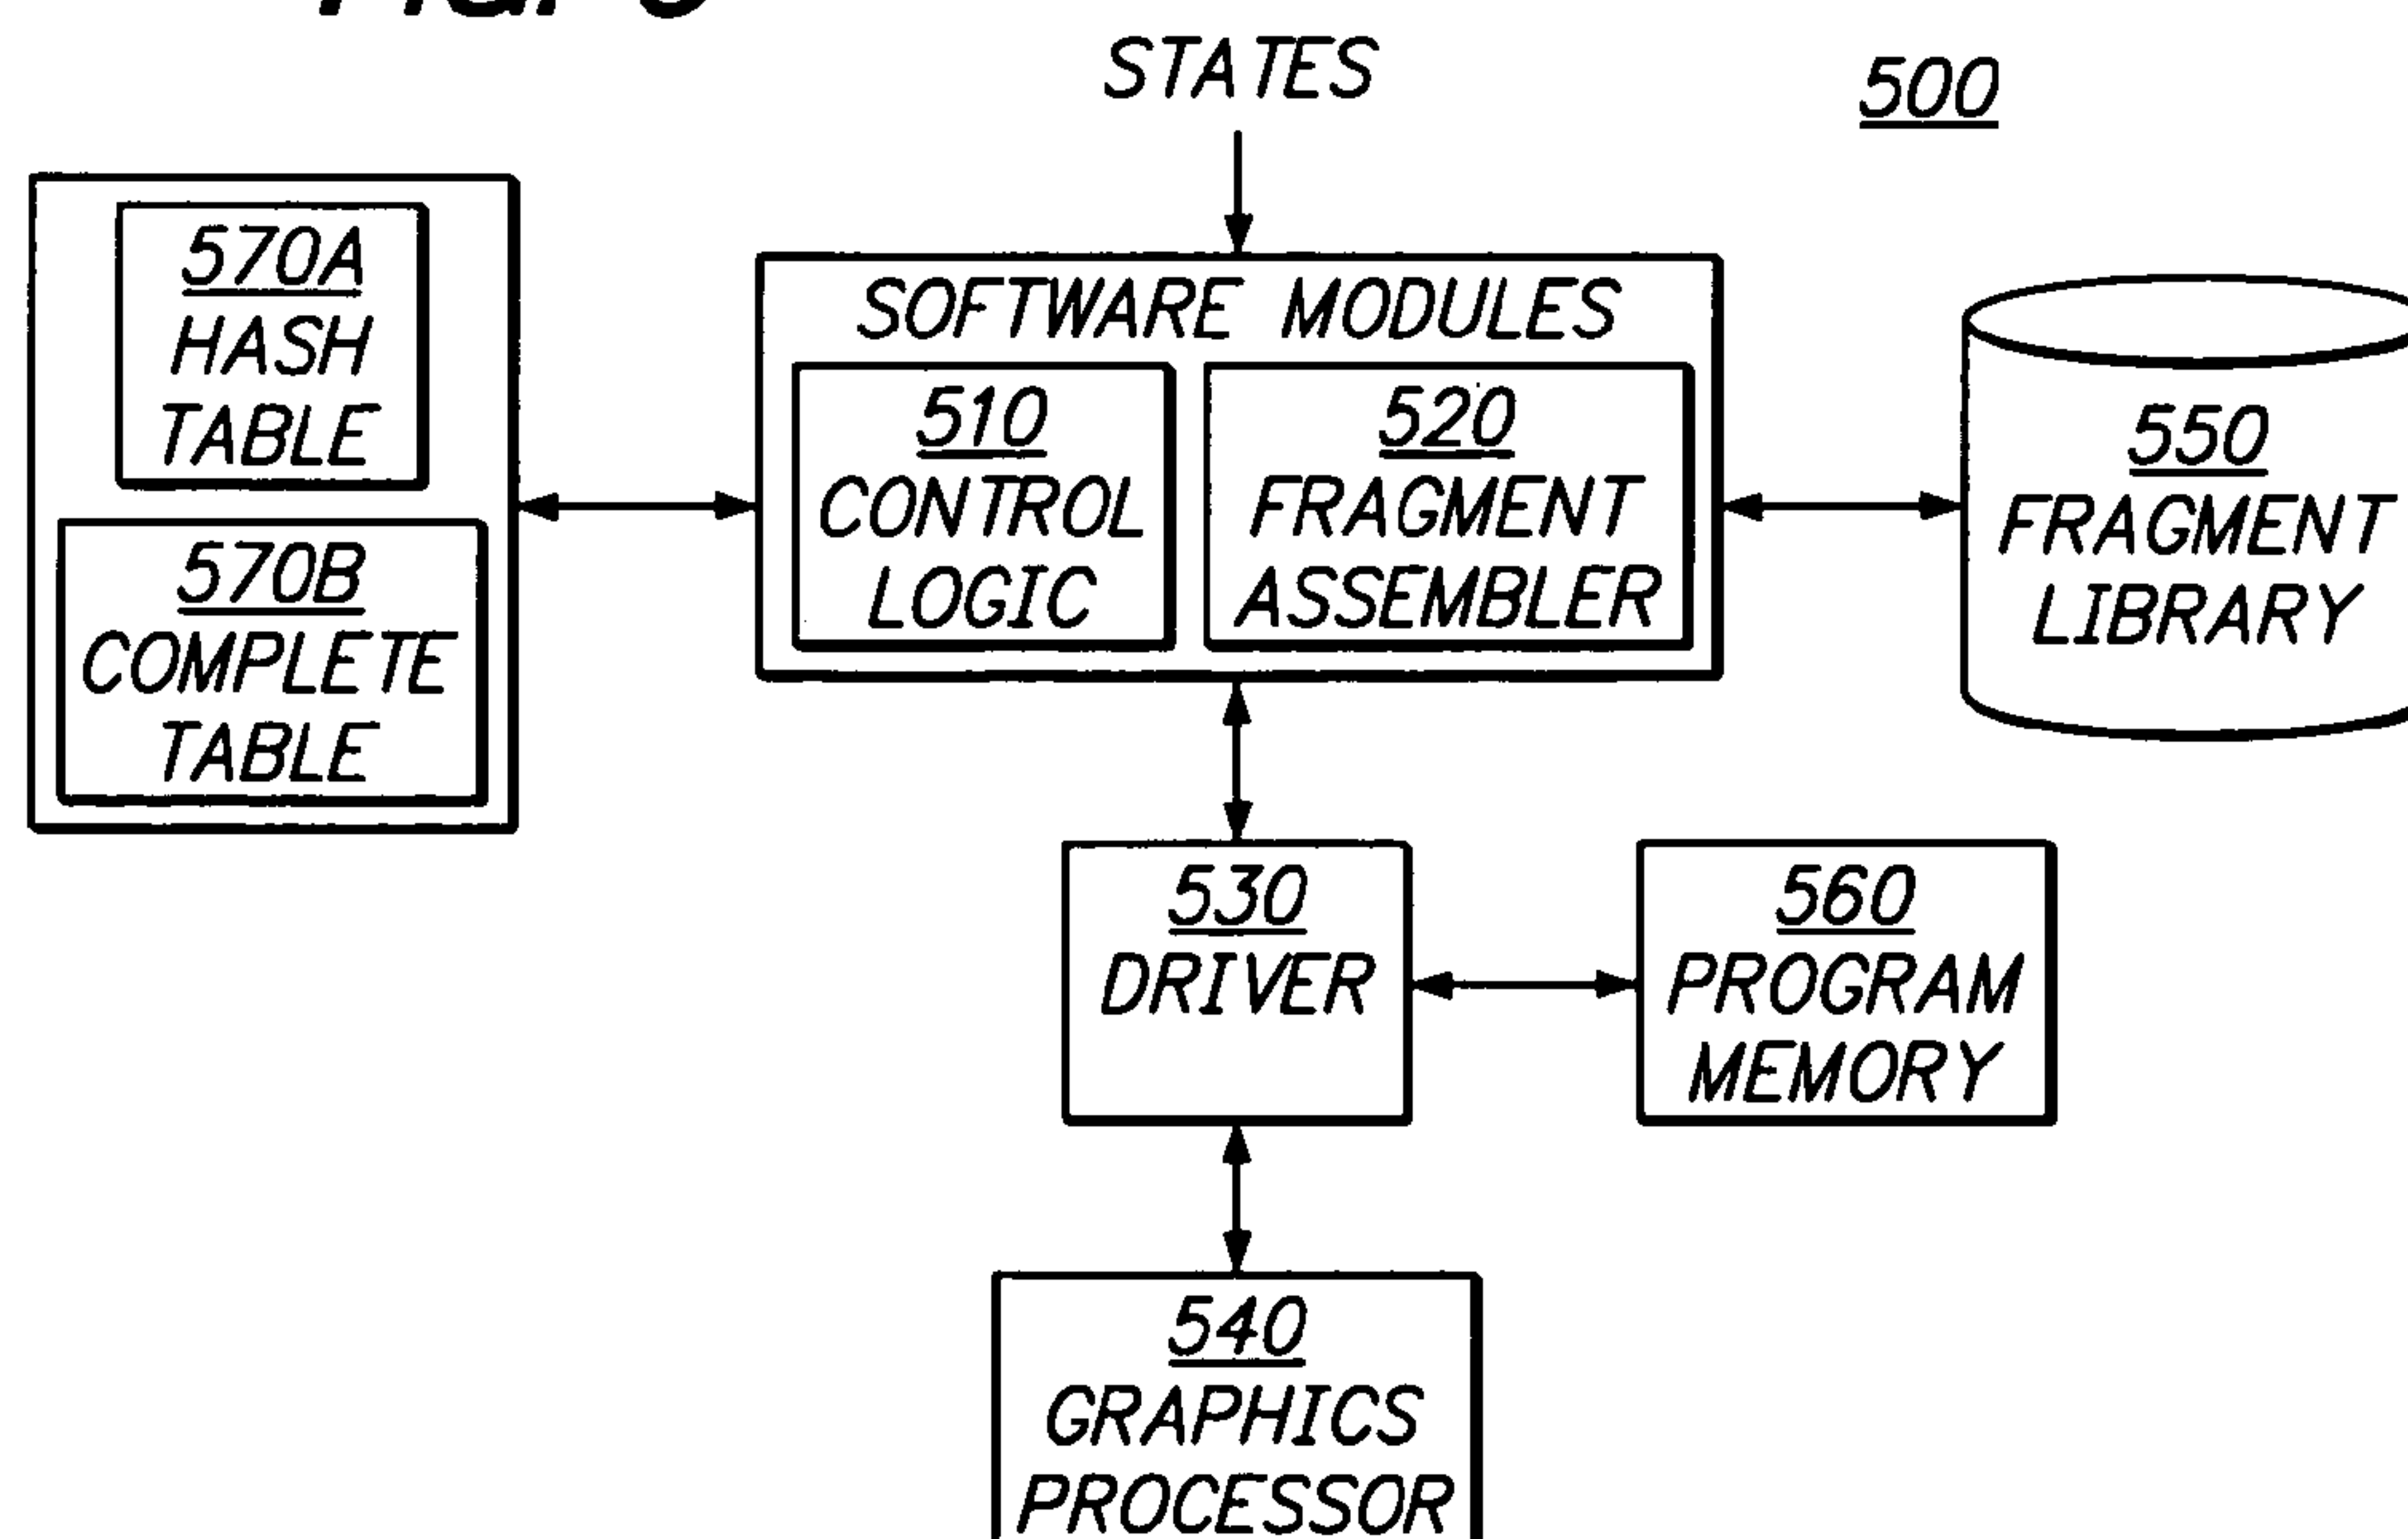 STATES
500
570A
HASH
TABLE
570B
COMPLETE
TABLE
SOFTWARE MODULES
510
CONTROL
LOGIC
520
FRAGMENT
ASSEMBLER
550
FRAGMENT
LIBRARY
530
DRIVER
560
PROGRAM
MEMORY
540
GRAPHICS
PROCESSOR